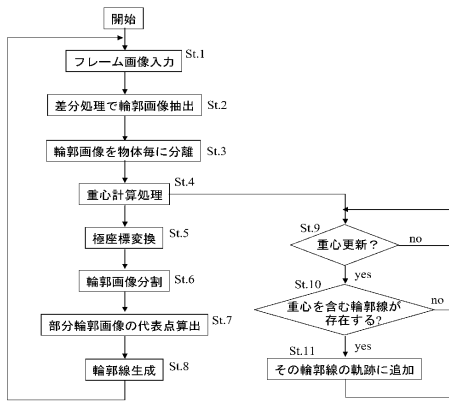 開始
フレーム画像入力
St.1
差分処理で輪郭画像抽出
St.2
輪郭画像を物体毎に分離
St.3
重心計算処理
St.4
極座標変換
St.5
輪郭画像分割
St.6
部分輪郭画像の代表点算出
St.7
輪郭線生成
St.8
St.9
重心更新？
no
yes
St.10
重心を含む輪郭線が
存在する?
no
yes
St.11
その輪郭線の軌跡に追加